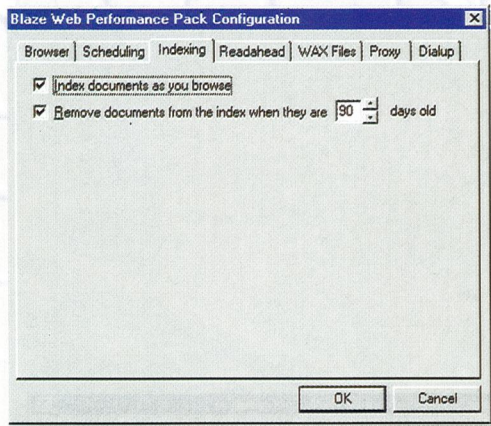 Blaze Web Performance Pack Configuration
Browser Scheduling Indexing Readahead WAX Files Proxy Dialup
Index documents as you browse
Remove documents from the index when they are 90 days old
OK Cancel